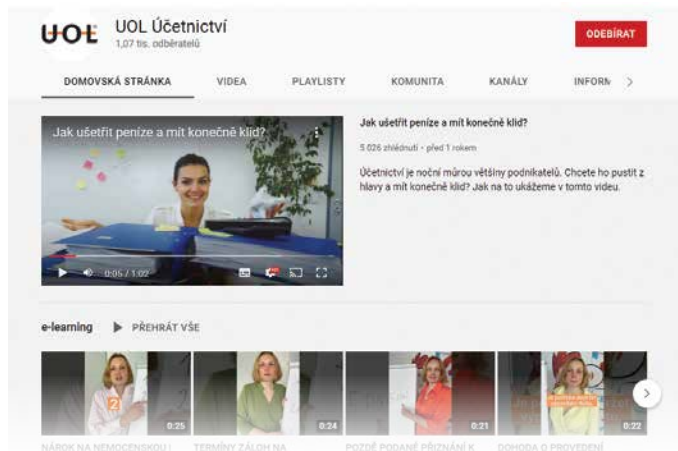 UOL
UOL Účetnictví
1,07 tis. odběratelů
ODEBÍRAT
DOMOVSKÁ STRÁNKA VIDEA PLAYLISTY KOMUNITA KANÁLY INFORM
Jak ušetřit peníze a mít konečně klid?
0:05 / 1:02
Jak ušetřit peníze a mít konečně klid?
5 026 zhlédnutí • před 1 rokem
Účetnictví je noční můrou většiny podnikatelů. Chcete ho pustit z
hlavy a mít konečně klid? Jak na to ukážeme v tomto videu.
e-learning PŘEHRÁT VŠE
2
0:25
0:24
0:21
0:22
NÁROK NA NEMOCENSKOU I
TERMÍNY ZÁLOH NA
POZDĚ PODANÉ PŘIZNÁNÍ K
DOHODA O PROVEDENÍ